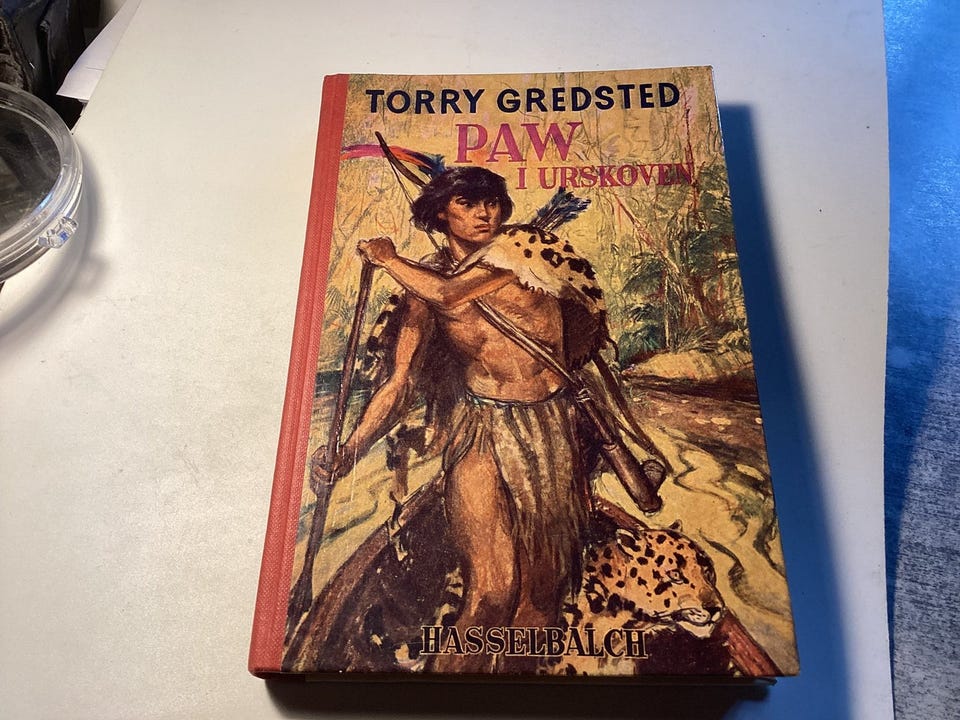 TORRY GREDSTED
PAW
I URSKOVEN
HASSELBALCH